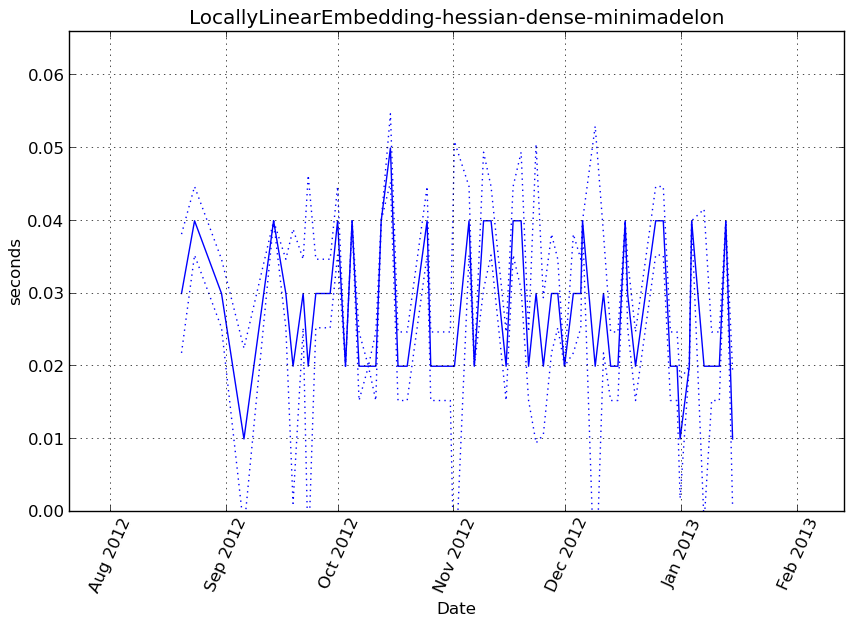 LocallyLinearEmbedding-hessian-dense-minimadelon
0.06
0.05
0.04
0.03
0.02
0.01
0.00
seconds
Aug 2012
Sep 2012
Oct 2012
Nov 2012
Dec 2012
Jan 2013
Feb 2013
Date